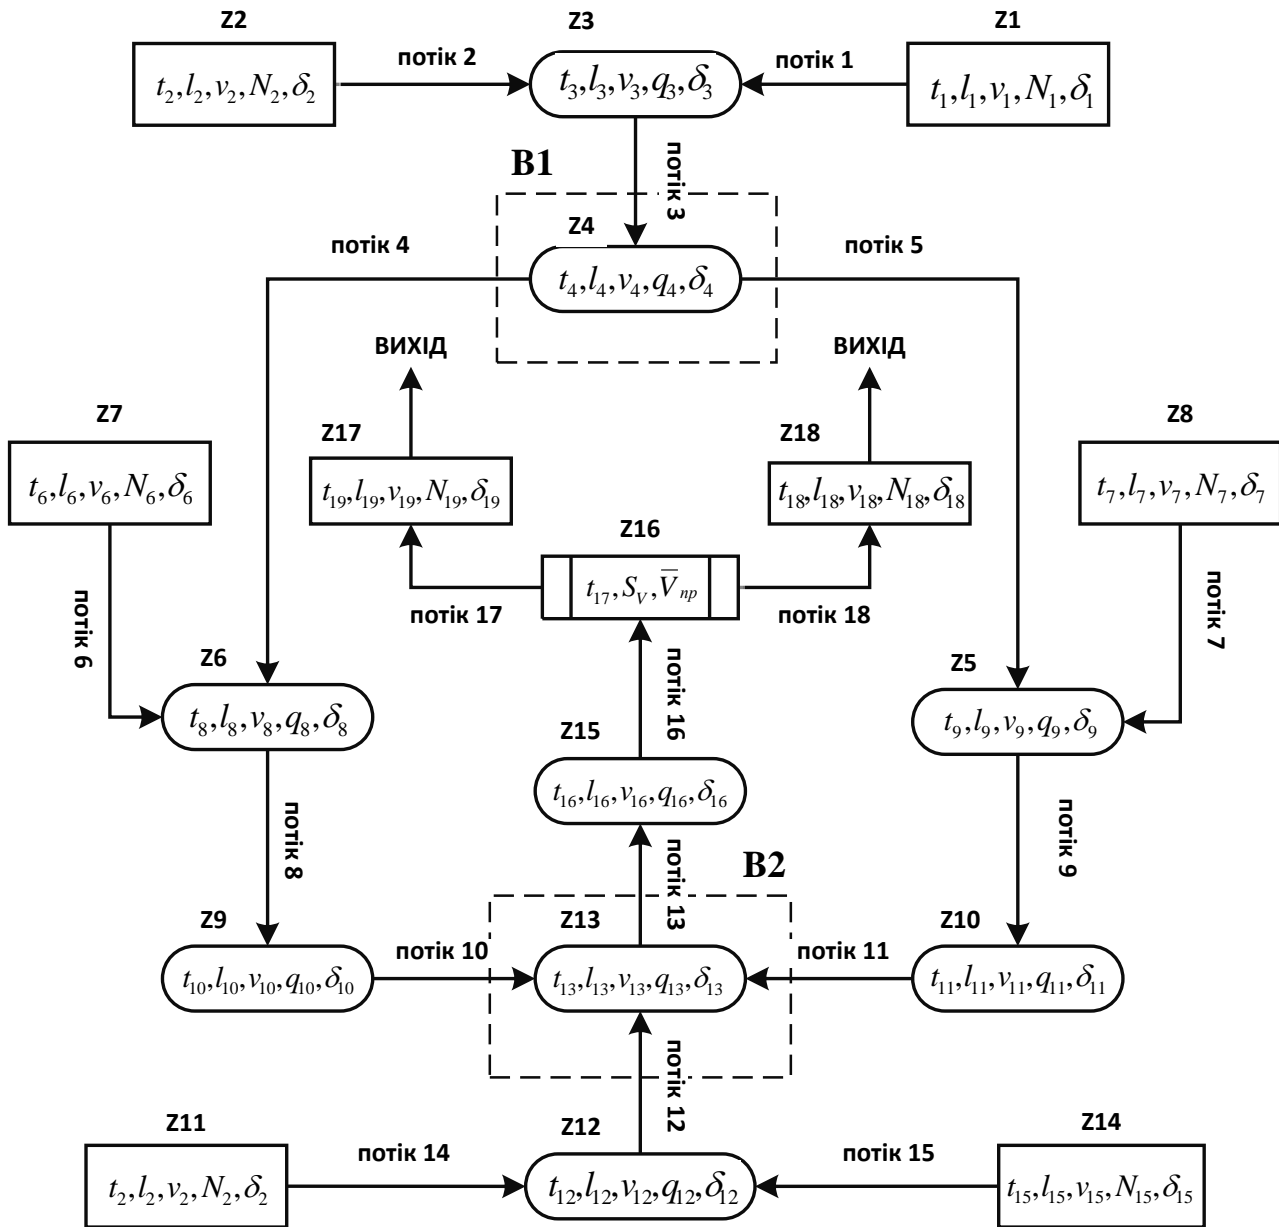 Z2
Z3
Z1
t₂,l₂,v₂,N₂,δ₂
потік 2
t₃,l₃,v₃,q₃,δ₃
потік 1
t₁,l₁,v₁,N₁,δ₁
потік 3
B1
Z4
потік 4
t₄,l₄,v₄,q₄,δ₄
потік 5
ВИХІД
ВИХІД
Z7
Z17
Z18
Z8
t₆,l₆,v₆,N₆,δ₆
t₁₉,l₁₉,v₁₉,N₁₉,δ₁₉
t₁₈,l₁₈,v₁₈,N₁₈,δ₁₈
t₇,l₇,v₇,N₇,δ₇
Z16
t₁₇,S_V,V̅_пр
потік 17
потік 18
потік 6
потік 7
Z6
Z5
t₈,l₈,v₈,q₈,δ₈
потік 16
t₉,l₉,v₉,q₉,δ₉
Z15
t₁₆,l₁₆,v₁₆,q₁₆,δ₁₆
потік 8
потік 13
B2
потік 9
Z9
Z13
Z10
потік 10
потік 11
t₁₀,l₁₀,v₁₀,q₁₀,δ₁₀
t₁₃,l₁₃,v₁₃,q₁₃,δ₁₃
t₁₁,l₁₁,v₁₁,q₁₁,δ₁₁
потік 12
Z11
Z12
Z14
t₂,l₂,v₂,N₂,δ₂
потік 14
t₁₂,l₁₂,v₁₂,q₁₂,δ₁₂
потік 15
t₁₅,l₁₅,v₁₅,N₁₅,δ₁₅